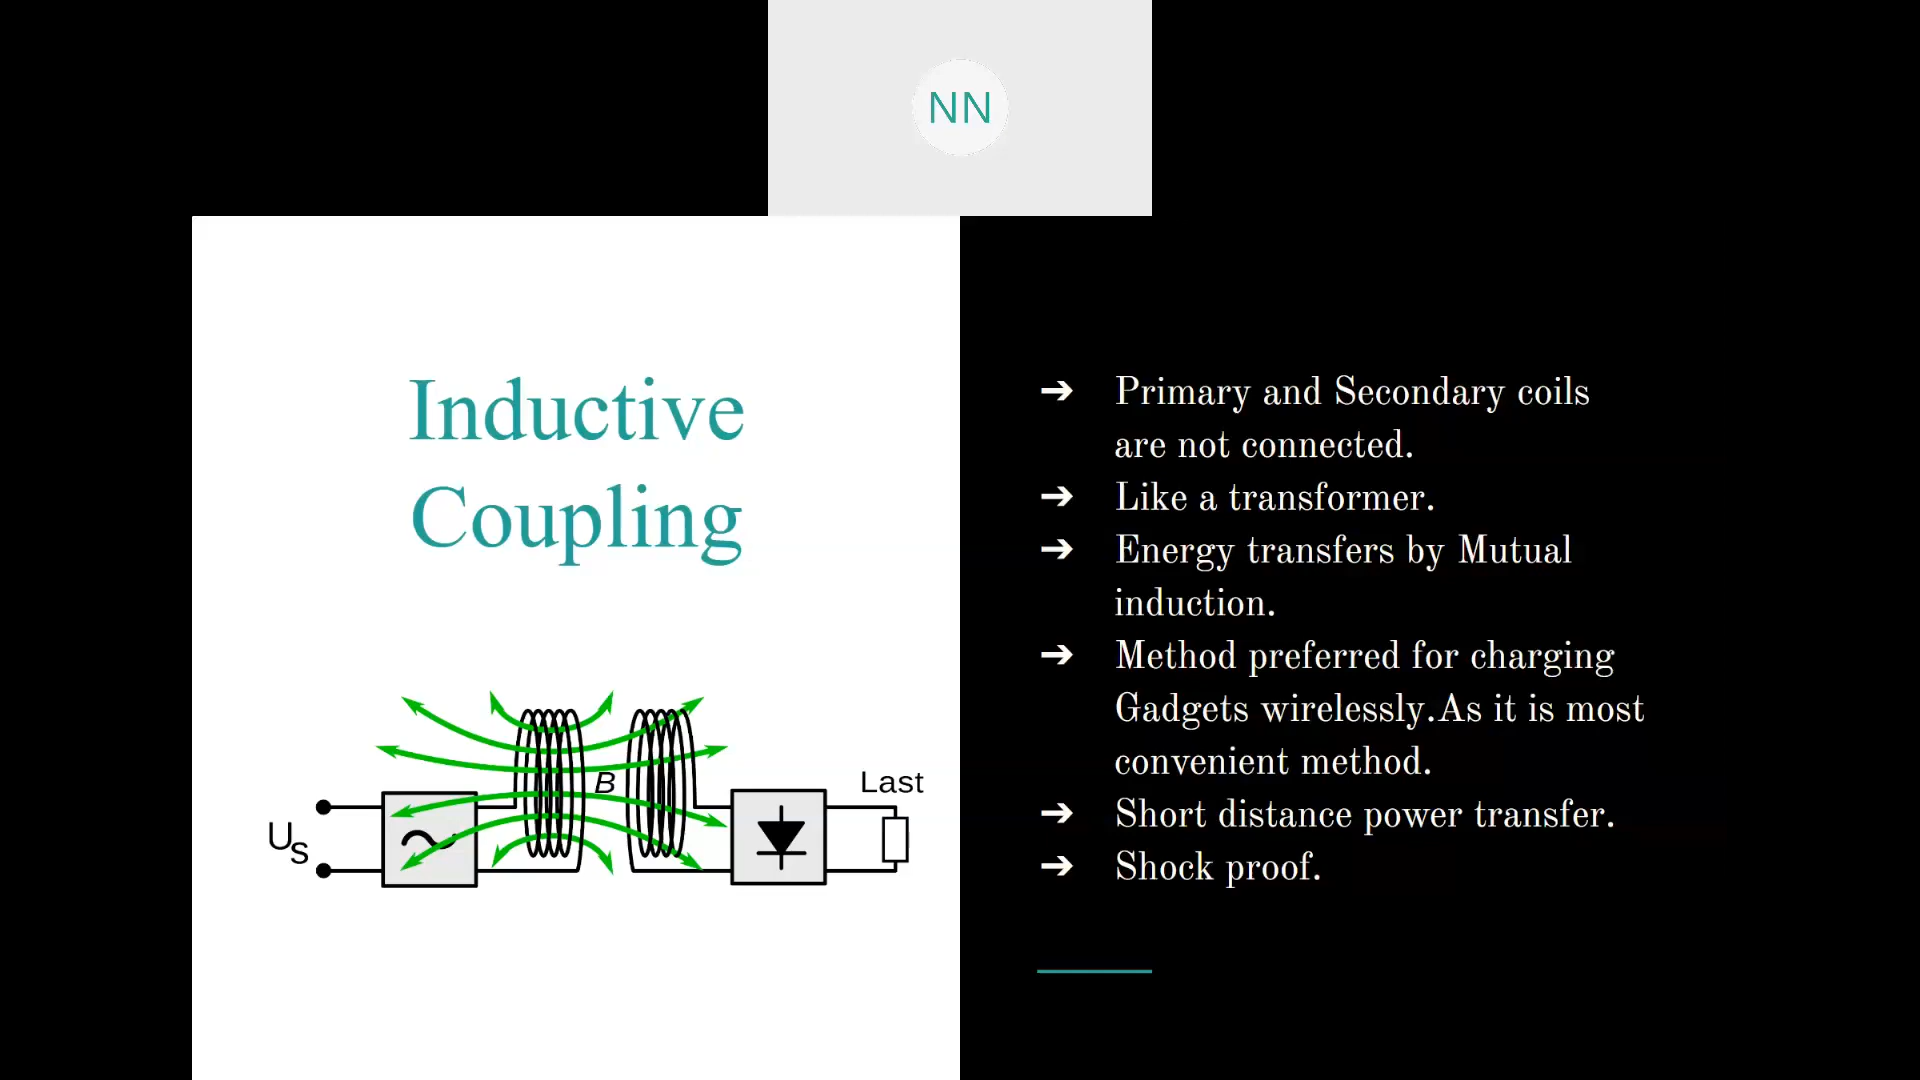 NN
Inductive
Coupling
B
Last
U
S
➔ Primary and Secondary coils
are not connected.
➔ Like a transformer.
➔ Energy transfers by Mutual
induction.
➔ Method preferred for charging
Gadgets wirelessly.As it is most
convenient method.
➔ Short distance power transfer.
➔ Shock proof.